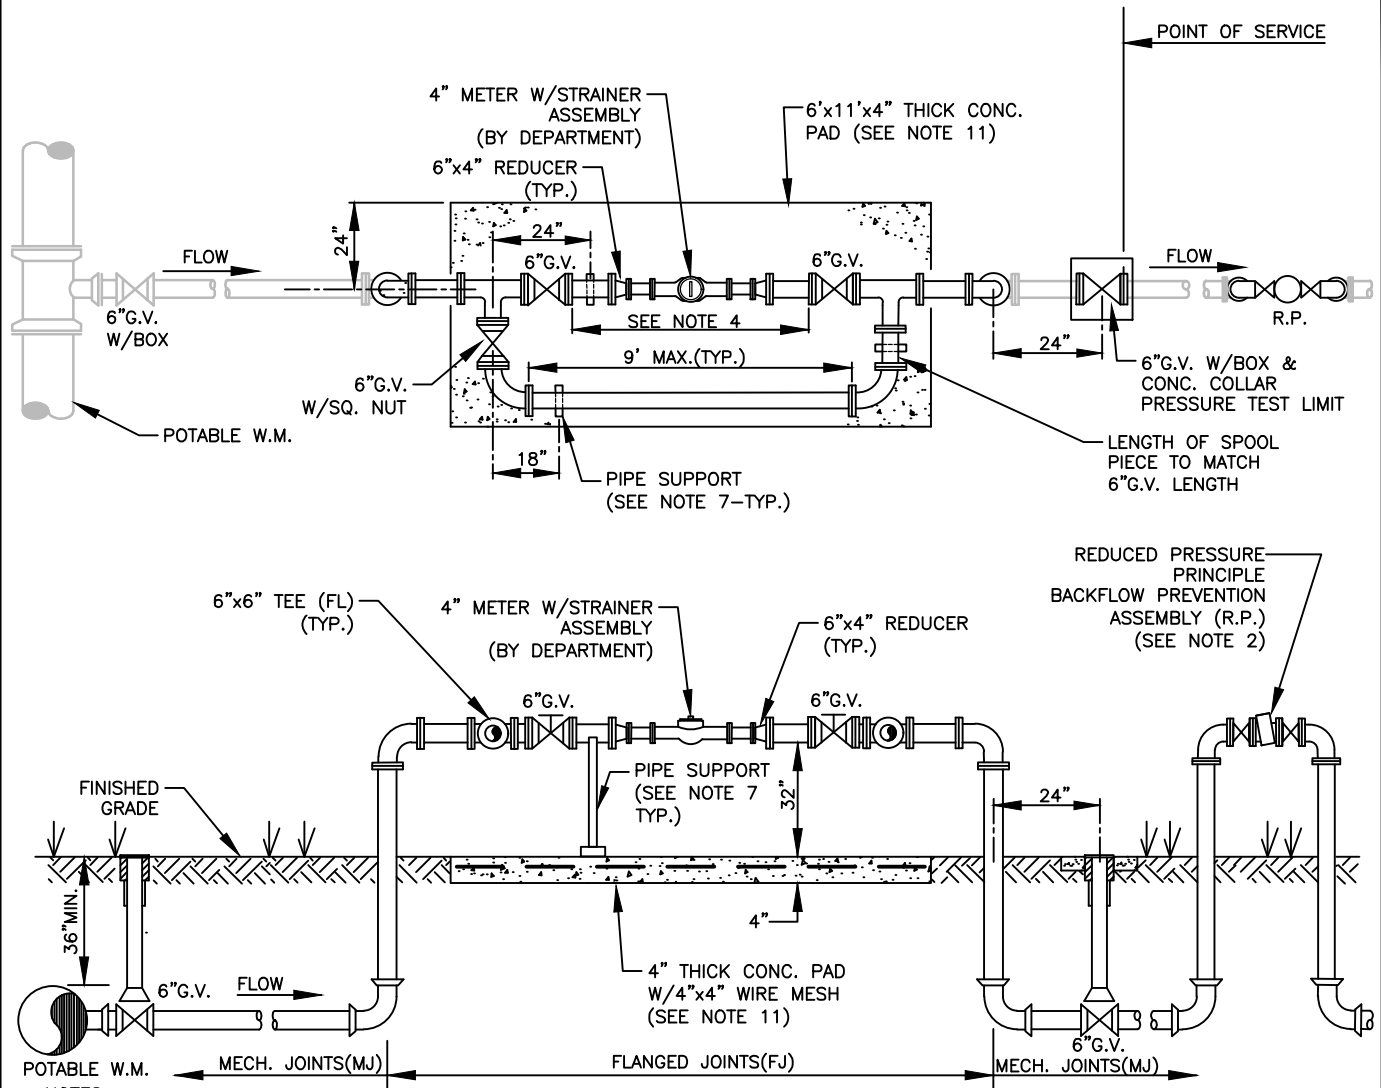 POINT OF SERVICE
4" METER W/STRAINER
ASSEMBLY
(BY DEPARTMENT)
6'x11'x4" THICK CONC.
PAD (SEE NOTE 11)
6"x4" REDUCER
(TYP.)
24"
24"
FLOW
FLOW
6"G.V.
6"G.V.
6"G.V.
W/BOX
SEE NOTE 4
R.P.
24"
9' MAX.(TYP.)
6"G.V.
W/SQ. NUT
6"G.V. W/BOX &
CONC. COLLAR
PRESSURE TEST LIMIT
POTABLE W.M.
18"
LENGTH OF SPOOL
PIECE TO MATCH
6"G.V. LENGTH
PIPE SUPPORT
(SEE NOTE 7-TYP.)
REDUCED PRESSURE
PRINCIPLE
BACKFLOW PREVENTION
ASSEMBLY (R.P.)
(SEE NOTE 2)
6"x6" TEE (FL)
(TYP.)
4" METER W/STRAINER
ASSEMBLY
(BY DEPARTMENT)
6"x4" REDUCER
(TYP.)
6"G.V.
6"G.V.
FINISHED
GRADE
PIPE SUPPORT
(SEE NOTE 7
TYP.)
32"
24"
36"MIN.
4"
4" THICK CONC. PAD
W/4"x4" WIRE MESH
(SEE NOTE 11)
6"G.V.
FLOW
6"G.V.
POTABLE W.M.
MECH. JOINTS(MJ)
FLANGED JOINTS(FJ)
MECH. JOINTS(MJ)